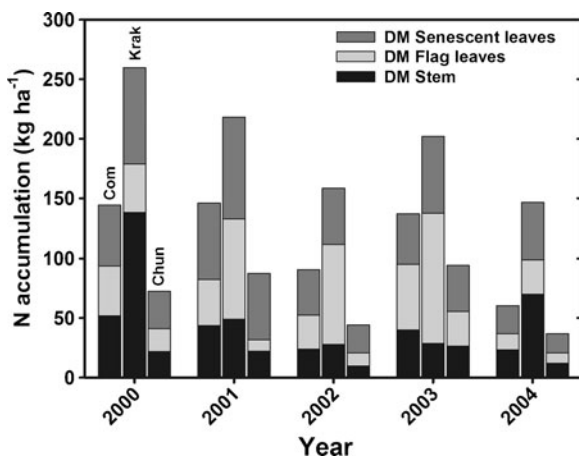 300
250
200
150
100
50
0
N accumulation (kg ha⁻¹)
DM Senescent leaves
DM Flag leaves
DM Stem
Com
Krak
Chun
2000
2001
2002
2003
2004
Year